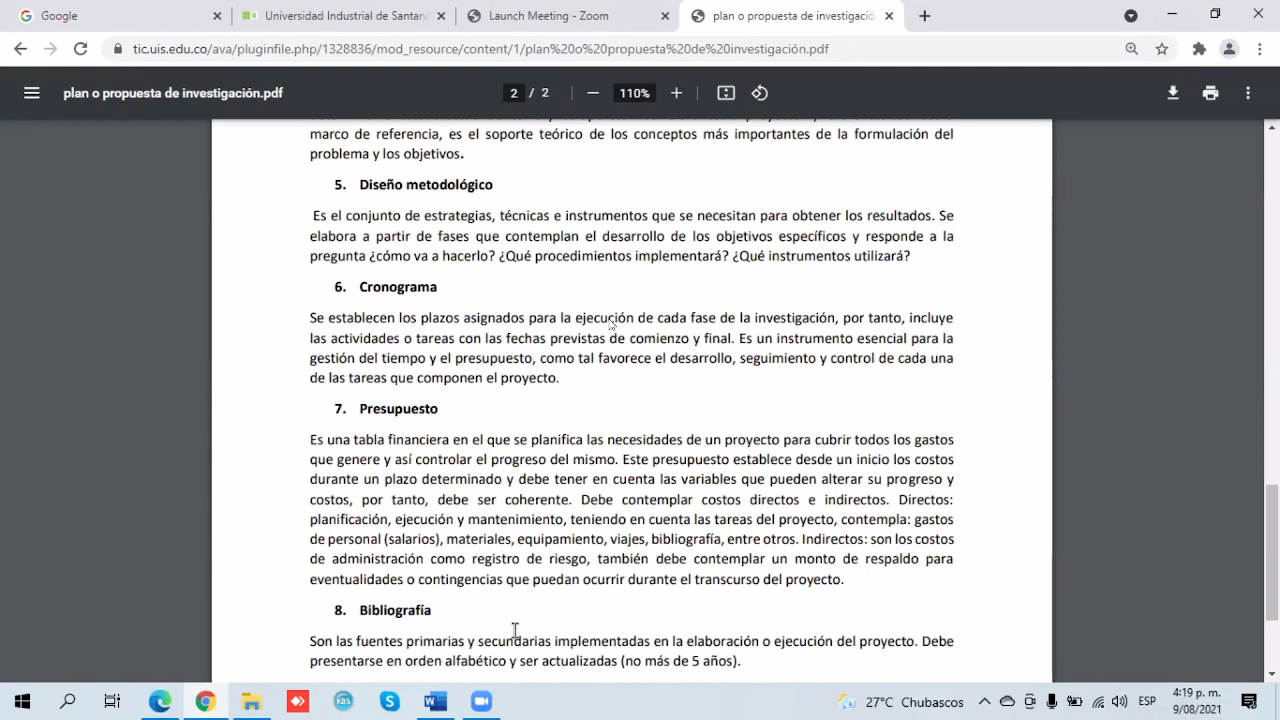 Google
Universidad Industrial de Santan
Launch Meeting - Zoom
plan o propuesta de investigació
tic.uis.edu.co/ava/pluginfile.php/1328836/mod_resource/content/1/plan%20o%20propuesta%20de%20investigación.pdf
plan o propuesta de investigación.pdf
2 / 2
110%
marco de referencia, es el soporte teórico de los conceptos más importantes de la formulación del
problema y los objetivos.
5. Diseño metodológico
Es el conjunto de estrategias, técnicas e instrumentos que se necesitan para obtener los resultados. Se
elabora a partir de fases que contemplan el desarrollo de los objetivos específicos y responde a la
pregunta ¿cómo va a hacerlo? ¿Qué procedimientos implementará? ¿Qué instrumentos utilizará?
6. Cronograma
Se establecen los plazos asignados para la ejecución de cada fase de la investigación, por tanto, incluye
las actividades o tareas con las fechas previstas de comienzo y final. Es un instrumento esencial para la
gestión del tiempo y el presupuesto, como tal favorece el desarrollo, seguimiento y control de cada una
de las tareas que componen el proyecto.
7. Presupuesto
Es una tabla financiera en el que se planifica las necesidades de un proyecto para cubrir todos los gastos
que genere y así controlar el progreso del mismo. Este presupuesto establece desde un inicio los costos
durante un plazo determinado y debe tener en cuenta las variables que pueden alterar su progreso y
costos, por tanto, debe ser coherente. Debe contemplar costos directos e indirectos. Directos:
planificación, ejecución y mantenimiento, teniendo en cuenta las tareas del proyecto, contempla: gastos
de personal (salarios), materiales, equipamiento, viajes, bibliografía, entre otros. Indirectos: son los costos
de administración como registro de riesgo, también debe contemplar un monto de respaldo para
eventualidades o contingencias que puedan ocurrir durante el transcurso del proyecto.
8. Bibliografía
Son las fuentes primarias y secundarias implementadas en la elaboración o ejecución del proyecto. Debe
presentarse en orden alfabético y ser actualizadas (no más de 5 años).
27°C Chubascos
ESP
4:19 p. m.
9/08/2021